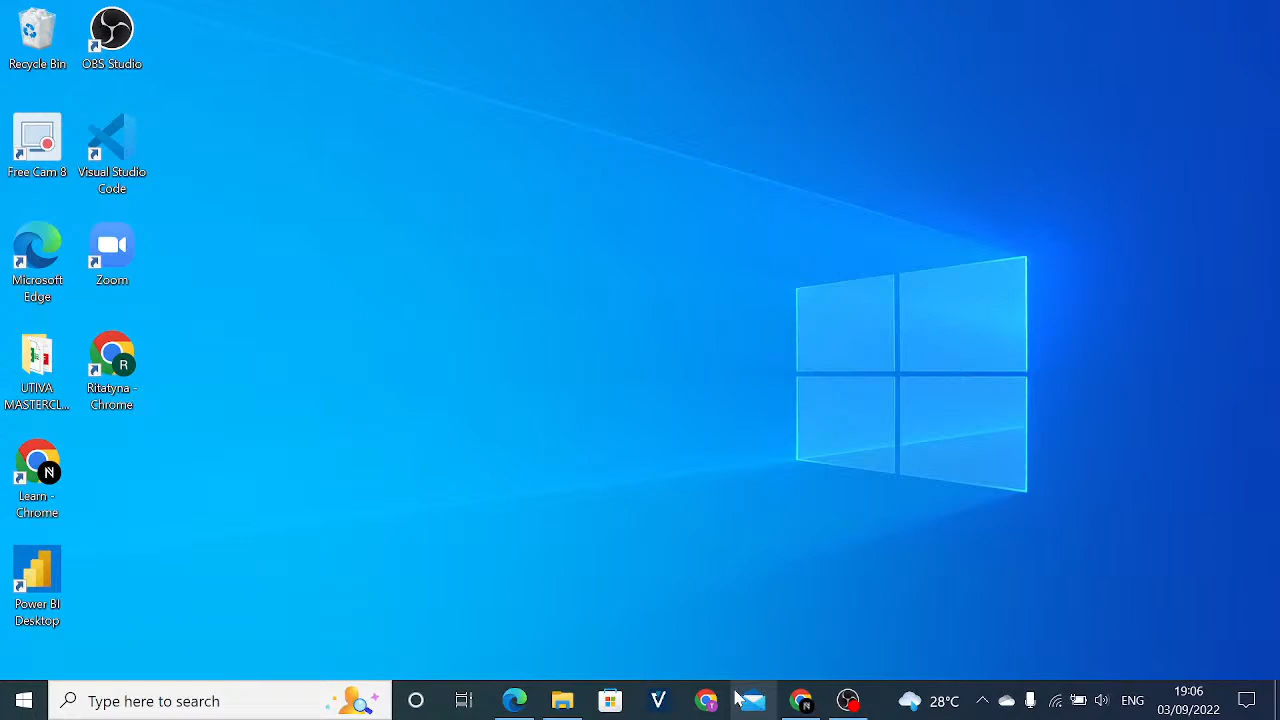 Recycle Bin
OBS Studio
Free Cam 8
Visual Studio
Code
Microsoft
Edge
Zoom
UTIVA
MASTERCL...
Ritatyna -
Chrome
R
Learn -
Chrome
N
Power BI
Desktop
Type here to search
28°C
ENG
19:06
03/09/2022